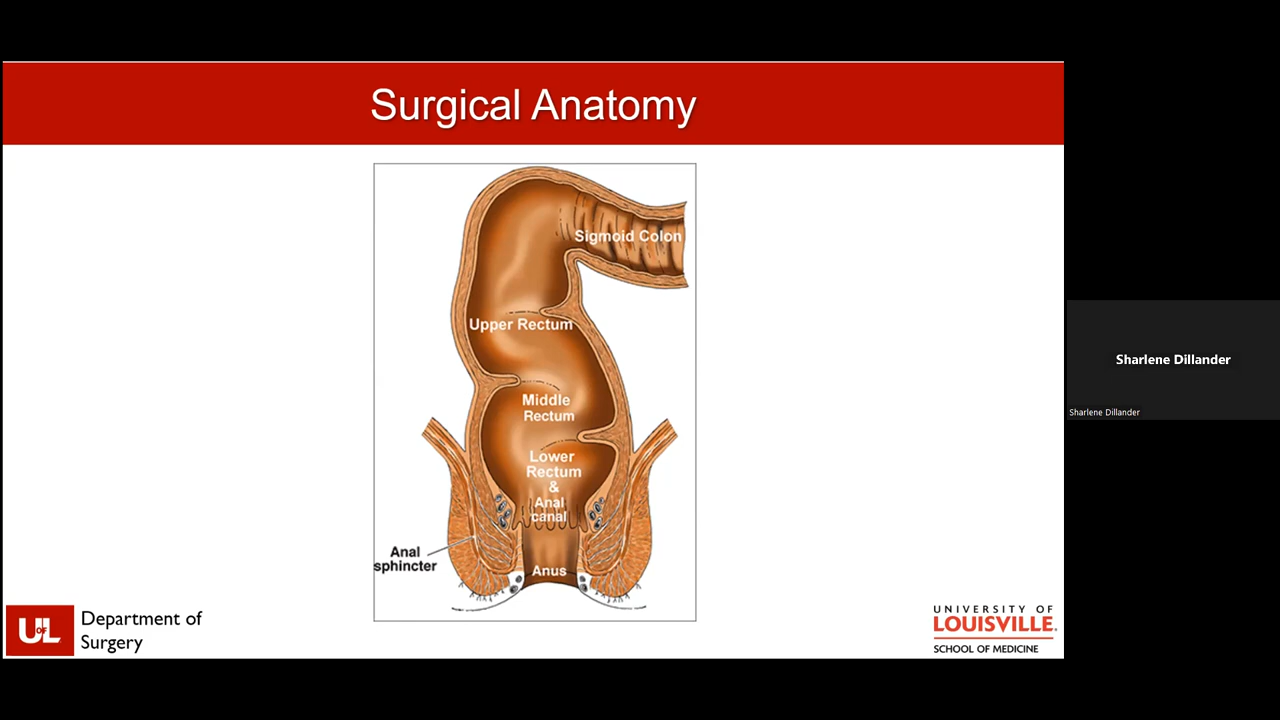 Surgical Anatomy
Sigmoid Colon
Upper Rectum
Middle
Rectum
Lower
Rectum
&
Anal
canal
Anal
sphincter
Anus
UofL
Department of
Surgery
UNIVERSITY OF
LOUISVILLE.
SCHOOL OF MEDICINE
Sharlene Dillander
Sharlene Dillander